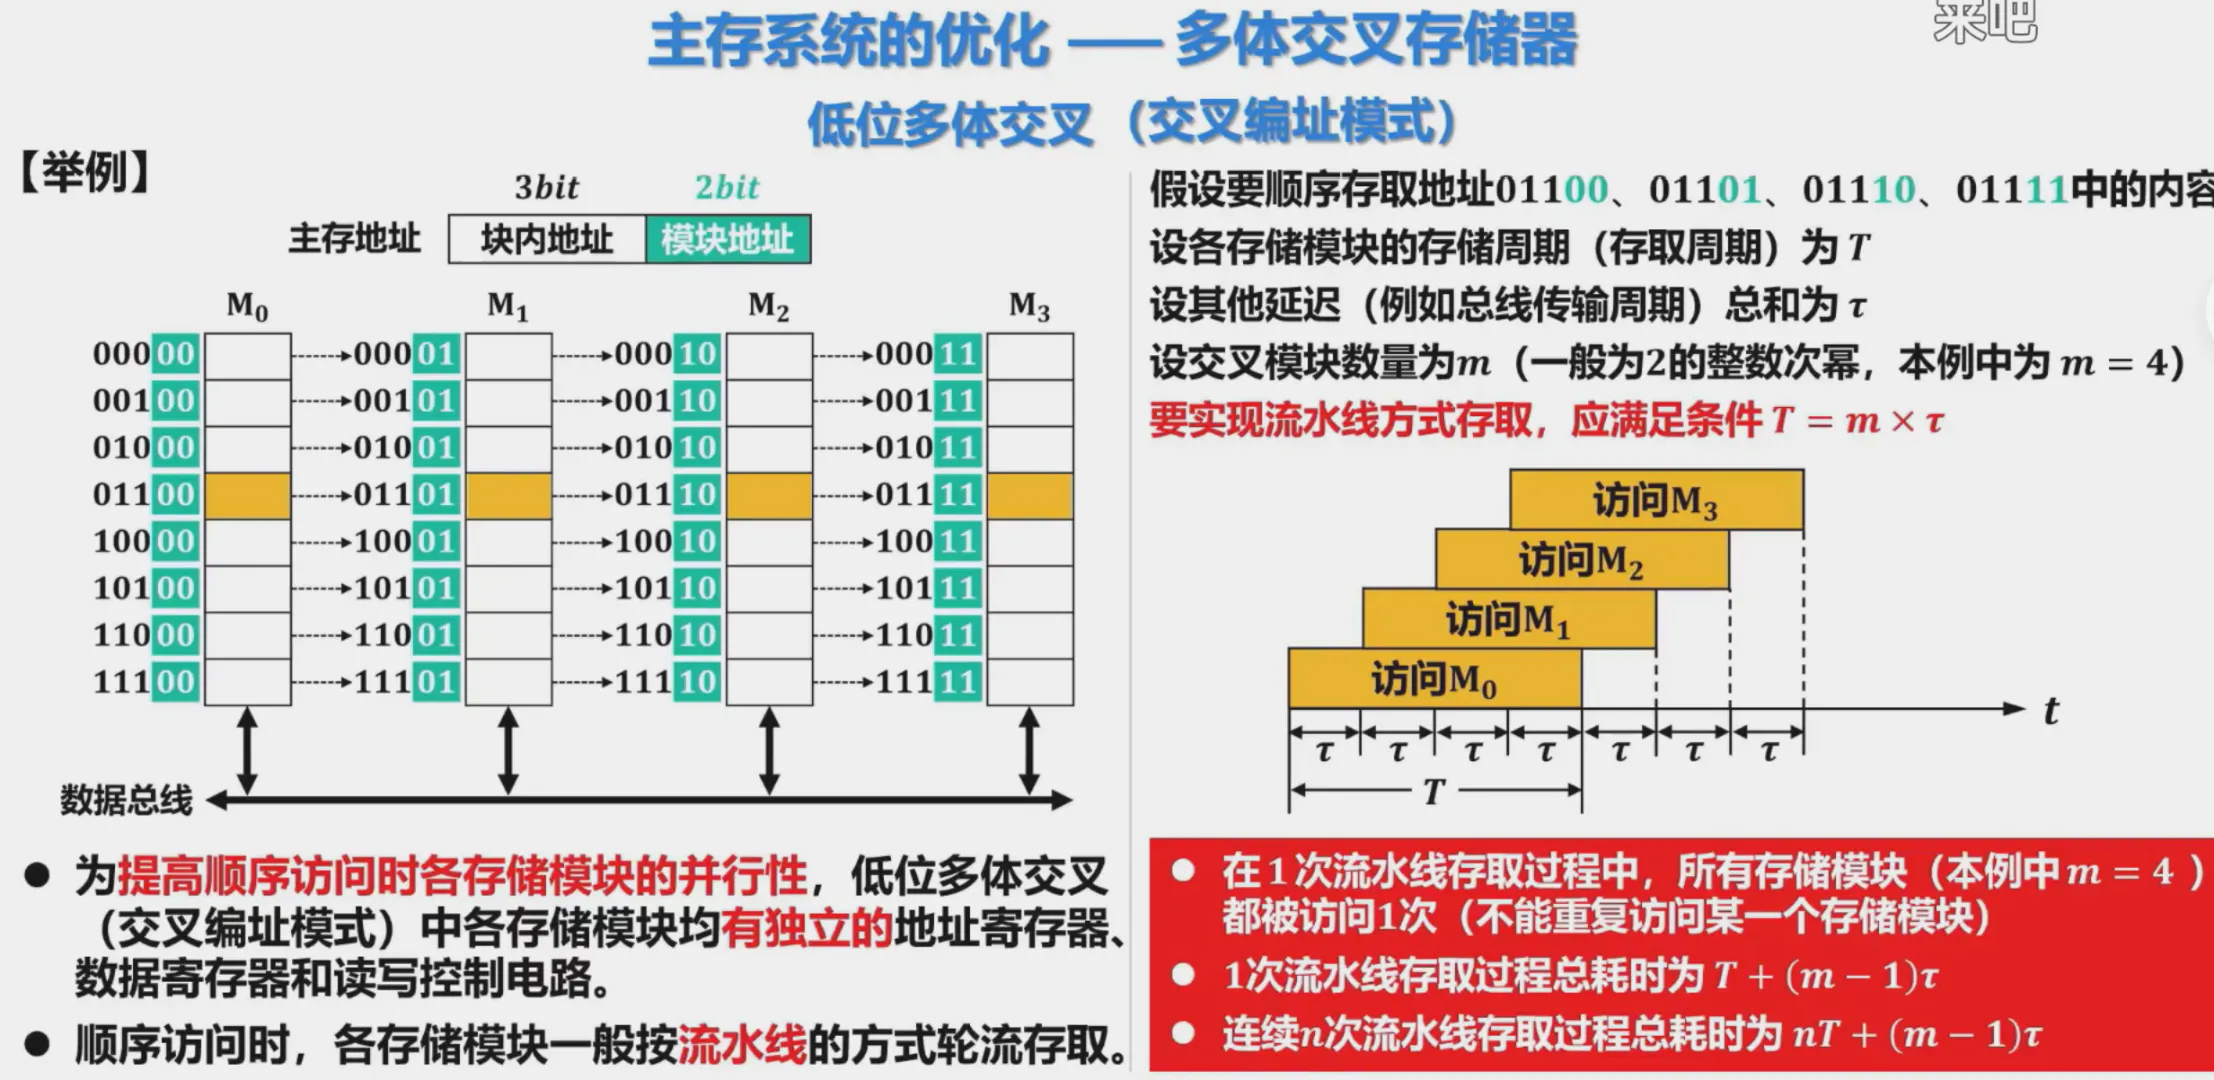 来吧
主存系统的优化 —— 多体交叉存储器
低位多体交叉（交叉编址模式）
【举例】
3bit 2bit
主存地址 块内地址 模块地址
M0 M1 M2 M3
00000 00001 00010 00011
00100 00101 00110 00111
01000 01001 01010 01011
01100 01101 01110 01111
10000 10001 10010 10011
10100 10101 10110 10111
11000 11001 11010 11011
11100 11101 11110 11111
数据总线
● 为提高顺序访问时各存储模块的并行性，低位多体交叉
（交叉编址模式）中各存储模块均有独立的地址寄存器、
数据寄存器和读写控制电路。
● 顺序访问时，各存储模块一般按流水线的方式轮流存取。
假设要顺序存取地址01100、01101、01110、01111中的内容
设各存储模块的存储周期（存取周期）为 T
设其他延迟（例如总线传输周期）总和为 τ
设交叉模块数量为m（一般为2的整数次幂，本例中为 m = 4）
要实现流水线方式存取，应满足条件 T = m × τ
访问M3
访问M2
访问M1
访问M0
t
τ τ τ τ τ τ τ
T
● 在1次流水线存取过程中，所有存储模块（本例中m = 4 ）
都被访问1次（不能重复访问某一个存储模块）
● 1次流水线存取过程总耗时为 T + (m − 1)τ
● 连续n次流水线存取过程总耗时为 nT + (m − 1)τ